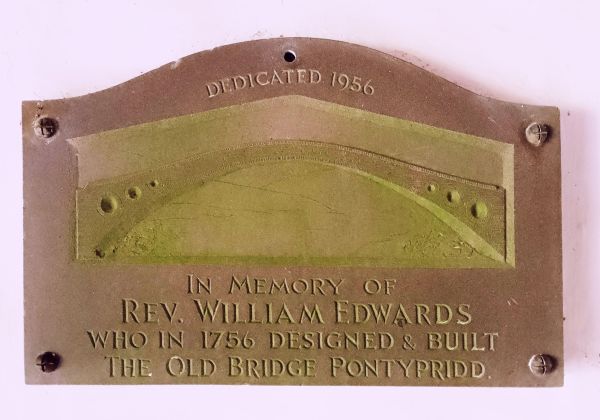 DEDICATED 1956
IN MEMORY OF
REV. WILLIAM EDWARDS
WHO IN 1756 DESIGNED & BUILT
THE OLD BRIDGE PONTYPRIDD.